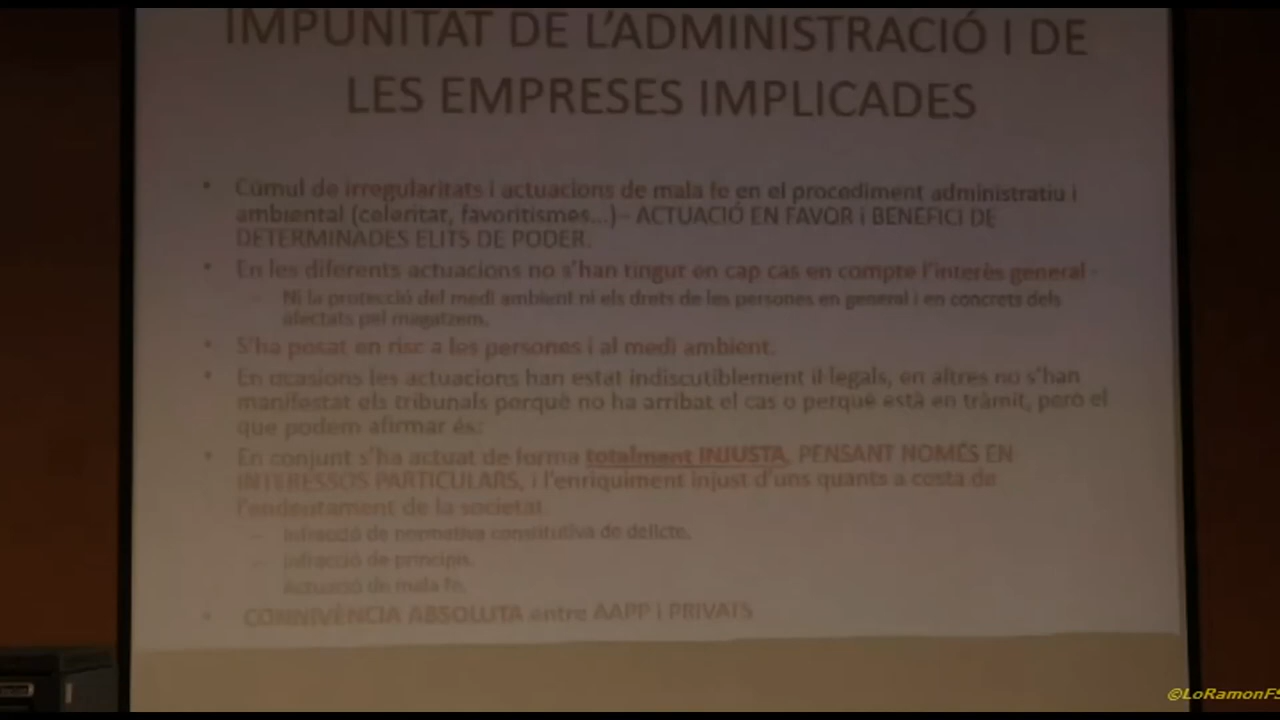 IMPUNITAT DE L'ADMINISTRACIÓ I DE
LES EMPRESES IMPLICADES
• Cúmul de irregularitats i actuacions de mala fe en el procediment administratiu i
ambiental (celeritat, favoritismes...) - ACTUACIÓ EN FAVOR i BENEFICI DE
DETERMINADES ELITS DE PODER.
• En les diferents actuacions no s'han tingut en cap cas en compte l'interès general -
– Ni la protecció del medi ambient ni els drets de les persones en general i en concrets dels
afectats pel magatzem.
• S'ha posat en risc a les persones i al medi ambient.
• En ocasions les actuacions han estat indiscutiblement il·legals, en altres no s'han
manifestat els tribunals perquè no ha arribat el cas o perquè està en tràmit, però el
que podem afirmar és:
• En conjunt s'ha actuat de forma totalment INJUSTA, PENSANT NOMÉS EN
INTERESSOS PARTICULARS, i l'enriquiment injust d'uns quants a costa de
l'endeutament de la societat.
– Infracció de normativa constitutiva de delicte.
– Infracció de principis.
Actuació de mala fe.
• CONNIVÈNCIA ABSOLUTA entre AAPP I PRIVATS
©LoRamonFS